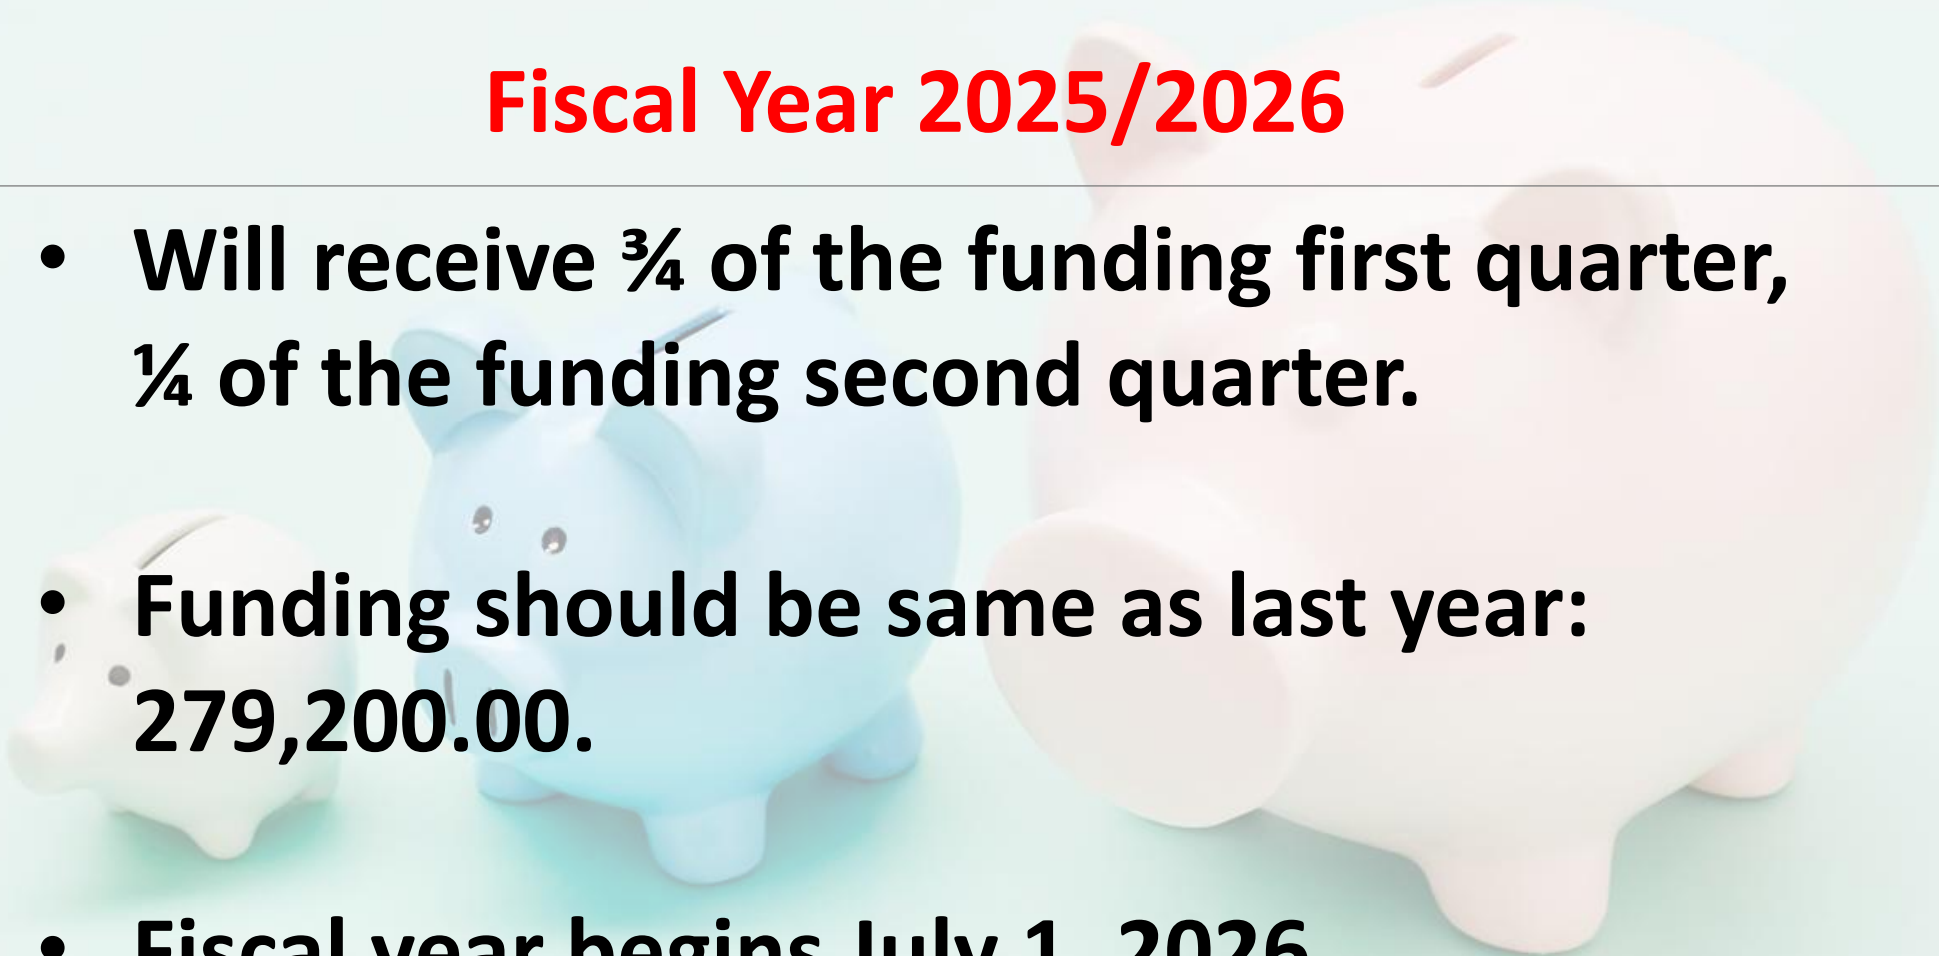 Fiscal Year 2025/2026
• Will receive ¾ of the funding first quarter,
¼ of the funding second quarter.
• Funding should be same as last year:
279,200.00.
• Fiscal year begins July 1, 2026